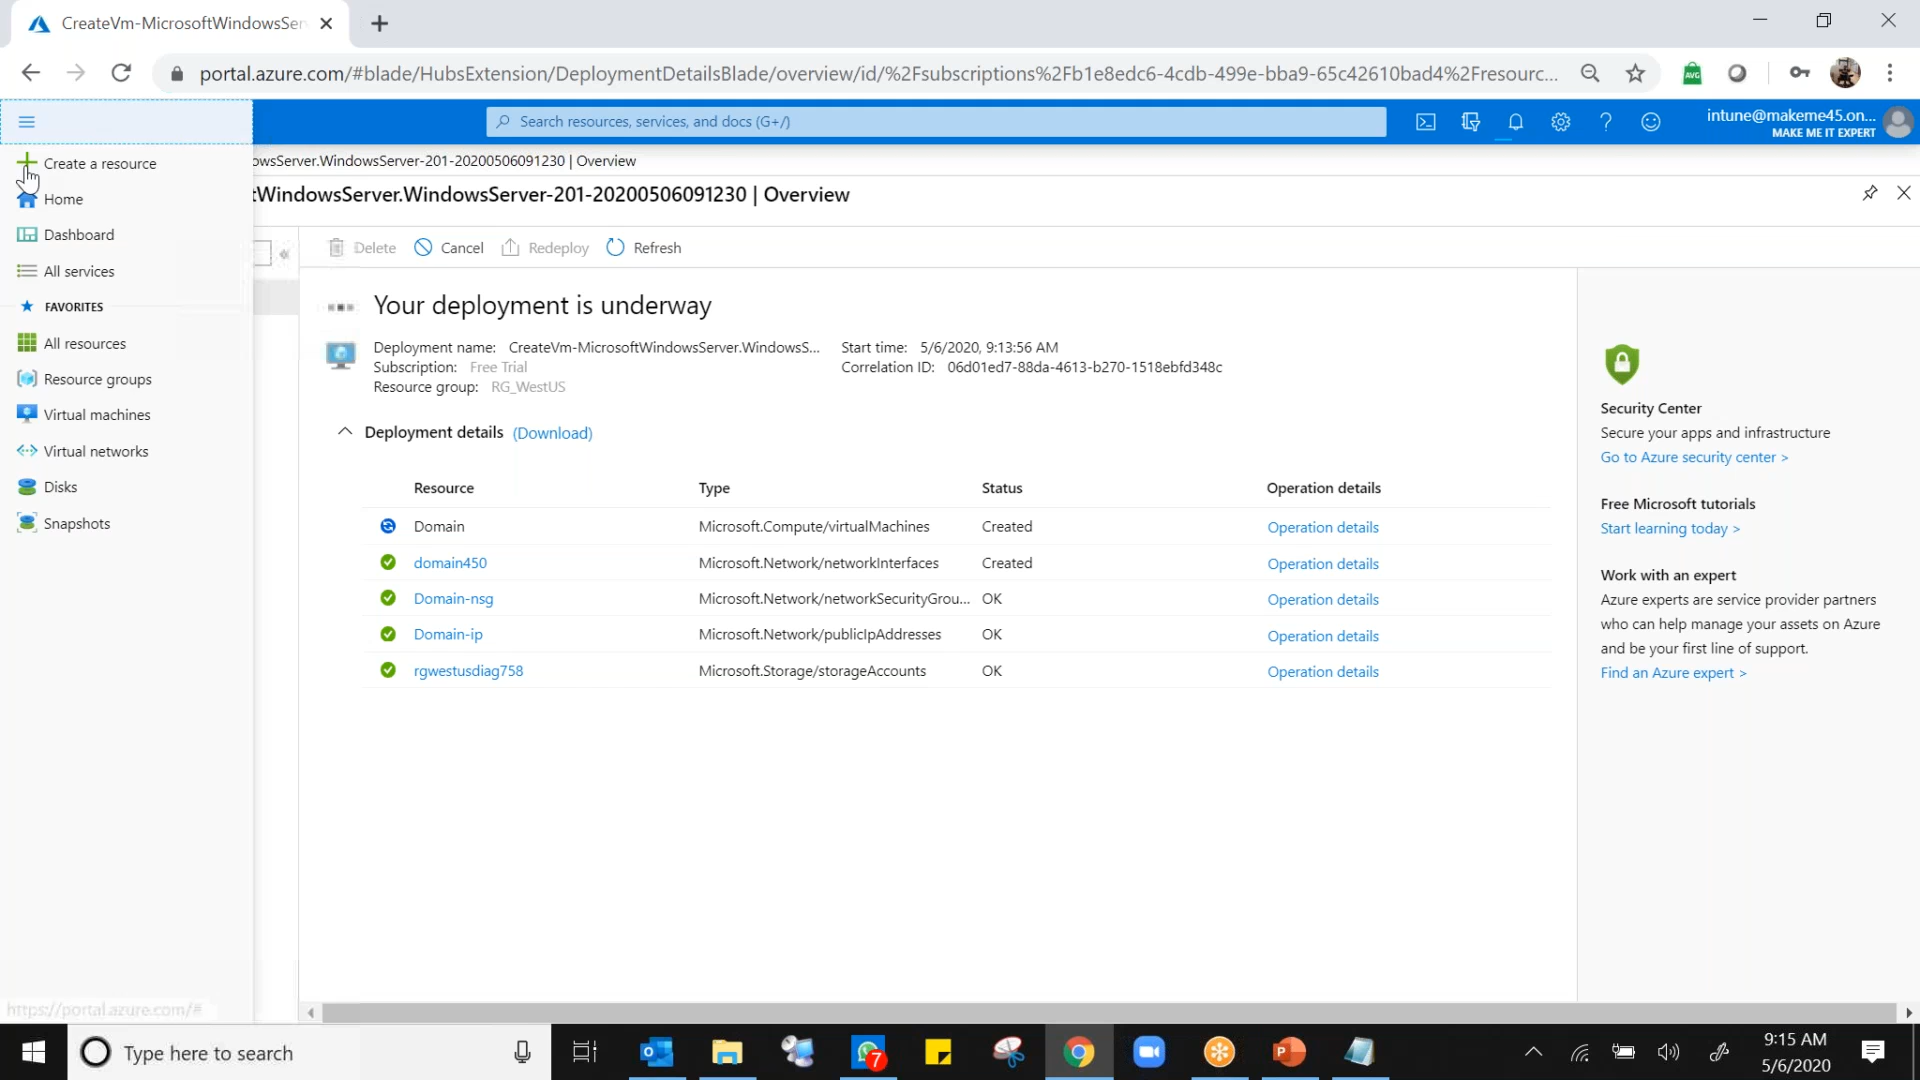 CreateVm-MicrosoftWindowsSer
portal.azure.com/#blade/HubsExtension/DeploymentDetailsBlade/overview/id/%2Fsubscriptions%2Fb1e8edc6-4cdb-499e-bba9-65c42610bad4%2Fresourc...
AVG
Search resources, services, and docs (G+/)
intune@makeme45.on...
MAKE ME IT EXPERT
Create a resource
Home
Dashboard
All services
FAVORITES
All resources
Resource groups
Virtual machines
Virtual networks
Disks
Snapshots
https://portal.azure.com/#
owsServer.WindowsServer-201-20200506091230 | Overview
tWindowsServer.WindowsServer-201-20200506091230 | Overview
Delete Cancel Redeploy Refresh
Your deployment is underway
Deployment name: CreateVm-MicrosoftWindowsServer.WindowsS... Start time: 5/6/2020, 9:13:56 AM
Subscription: Free Trial Correlation ID: 06d01ed7-88da-4613-b270-1518ebfd348c
Resource group: RG_WestUS
Deployment details (Download)
Resource Type Status Operation details
Domain Microsoft.Compute/virtualMachines Created Operation details
domain450 Microsoft.Network/networkInterfaces Created Operation details
Domain-nsg Microsoft.Network/networkSecurityGrou... OK Operation details
Domain-ip Microsoft.Network/publicIpAddresses OK Operation details
rgwestusdiag758 Microsoft.Storage/storageAccounts OK Operation details
Security Center
Secure your apps and infrastructure
Go to Azure security center >
Free Microsoft tutorials
Start learning today >
Work with an expert
Azure experts are service provider partners
who can help manage your assets on Azure
and be your first line of support.
Find an Azure expert >
Type here to search
7
9:15 AM
5/6/2020